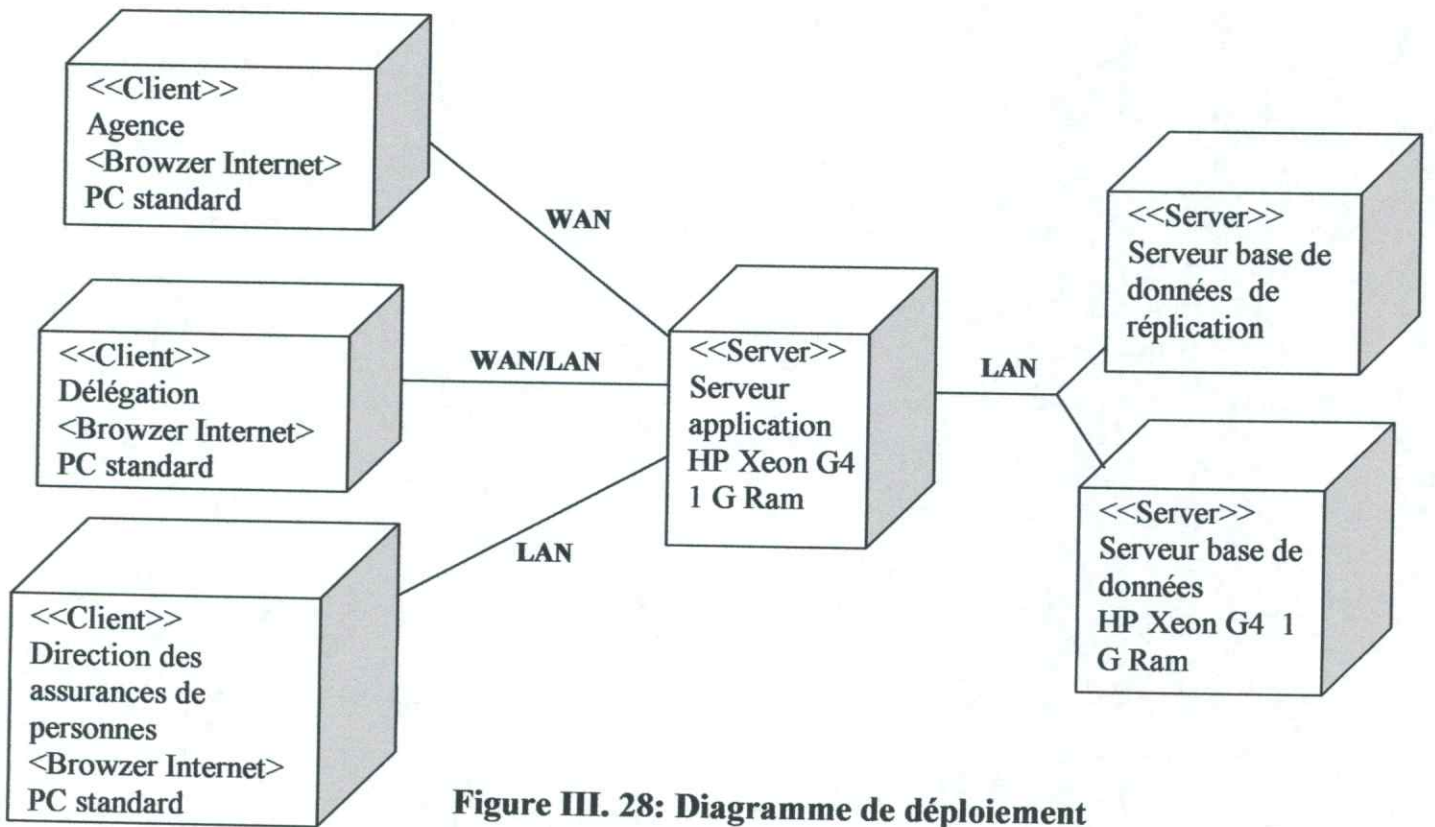 <<Client>>
Agence
<Browzer Internet>
PC standard
WAN
<<Client>>
Délégation
<Browzer Internet>
PC standard
WAN/LAN
<<Client>>
Direction des
assurances de
personnes
<Browzer Internet>
PC standard
LAN
<<Server>>
Serveur
application
HP Xeon G4
1 G Ram
LAN
<<Server>>
Serveur base de
données de
réplication
<<Server>>
Serveur base de
données
HP Xeon G4 1
G Ram
Figure III. 28: Diagramme de déploiement